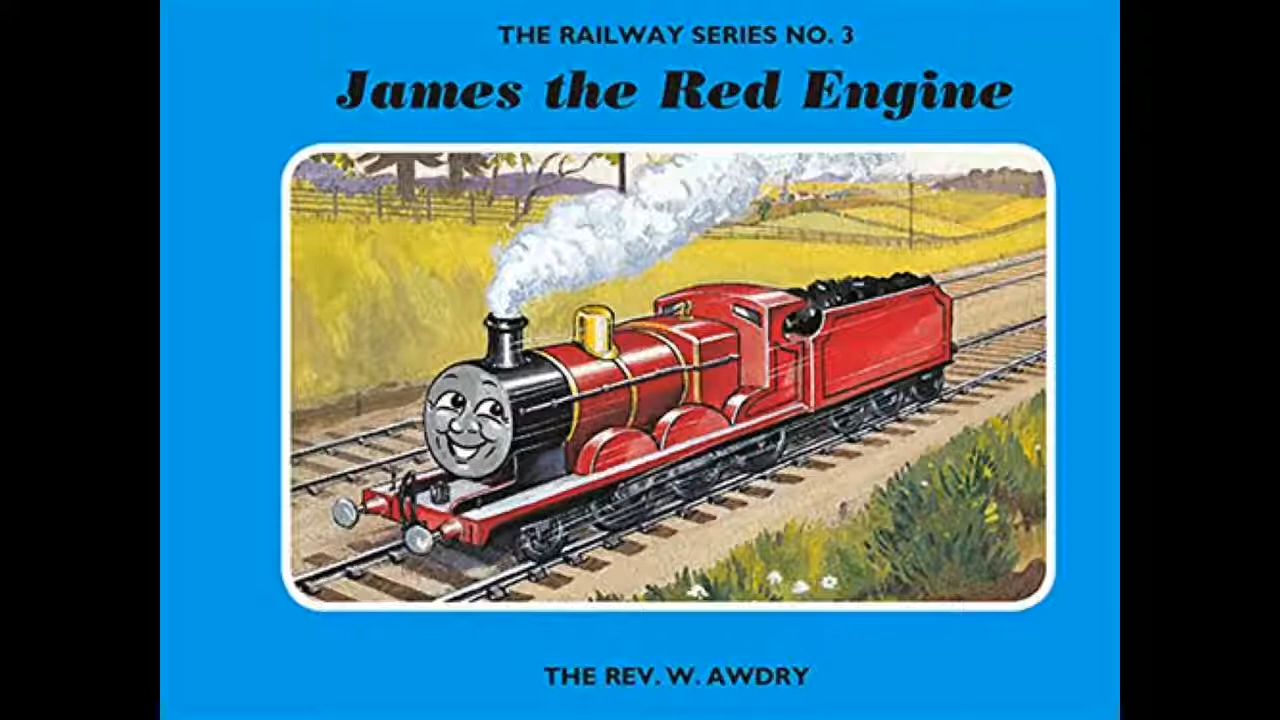 THE RAILWAY SERIES NO. 3
James the Red Engine
THE REV. W. AWDRY